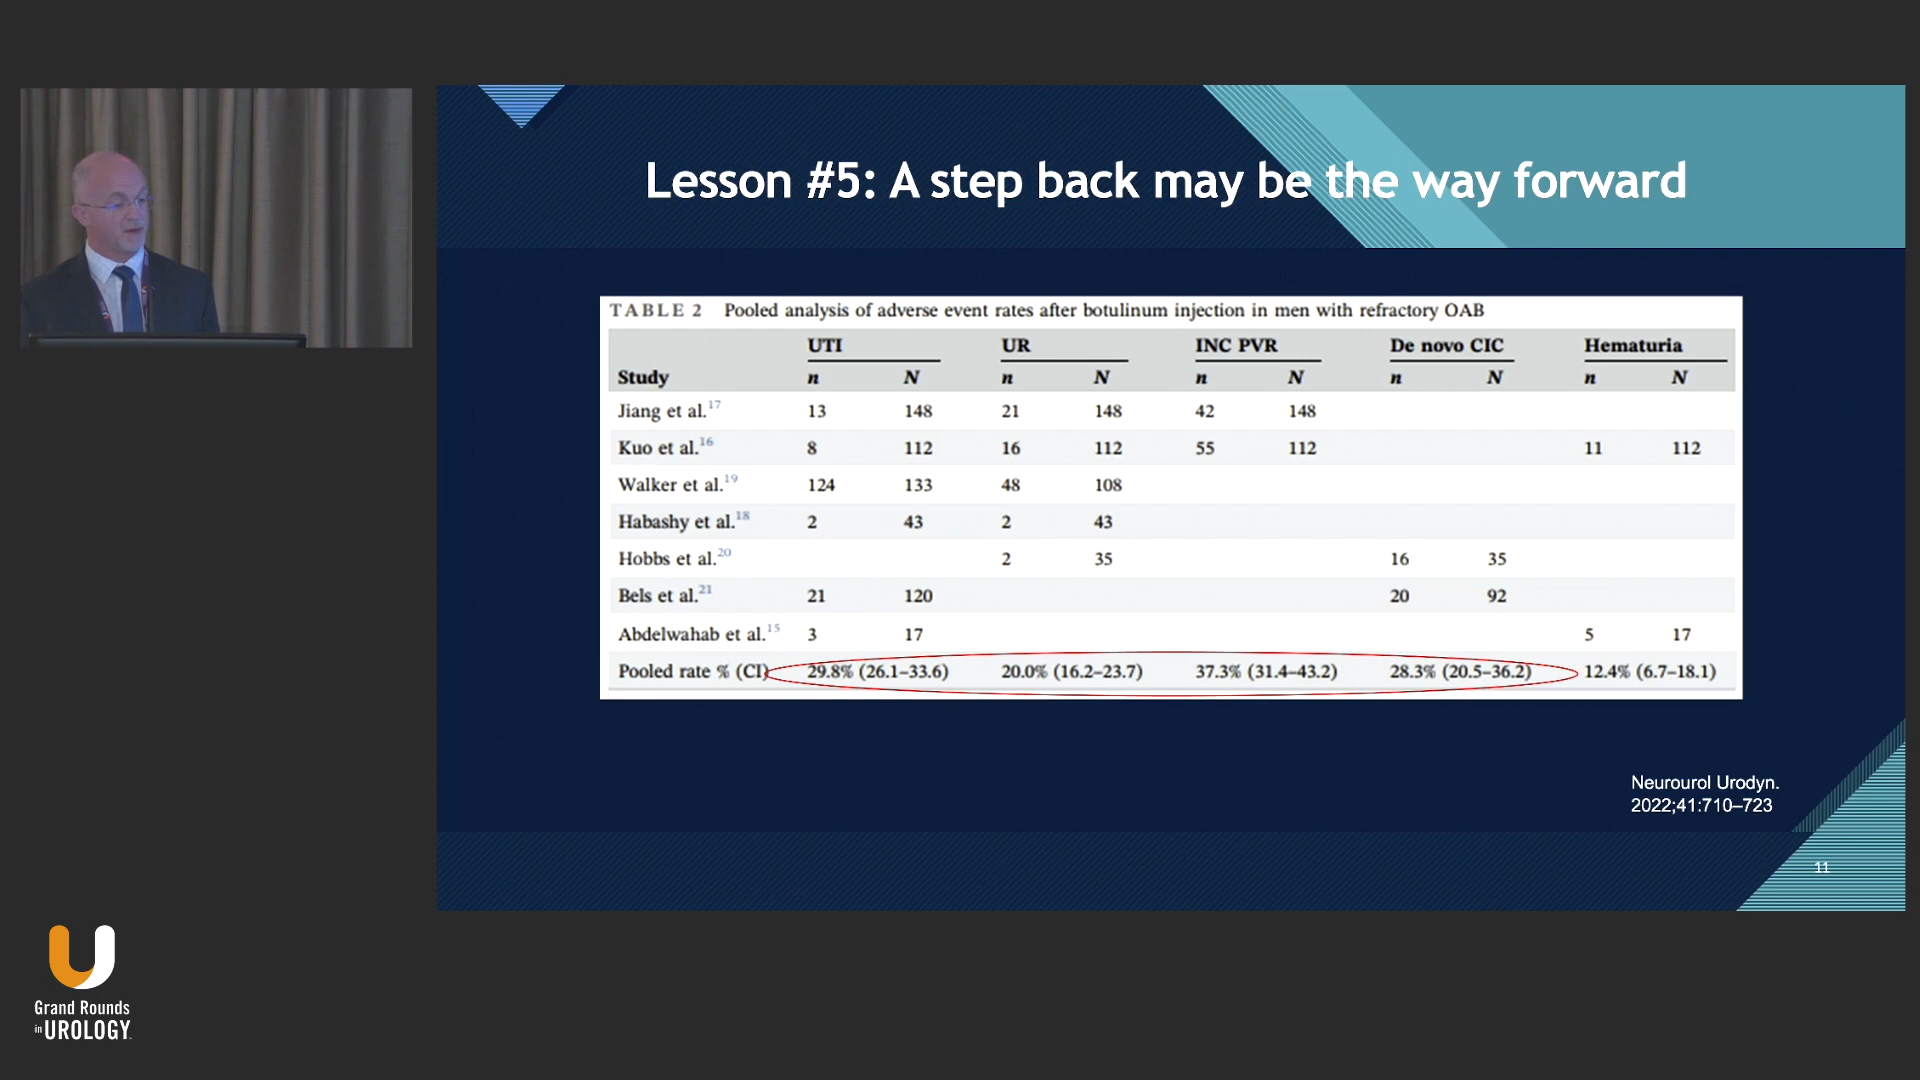 Lesson #5: A step back may be the way forward
TABLE 2 Pooled analysis of adverse event rates after botulinum injection in men with refractory OAB
UTI UR INC PVR De novo CIC Hematuria
Study n N n N n N n N n N
Jiang et al.17 13 148 21 148 42 148
Kuo et al.16 8 112 16 112 55 112 11 112
Walker et al.19 124 133 48 108
Habashy et al.18 2 43 2 43
Hobbs et al.20 2 35 16 35
Bels et al.21 21 120 20 92
Abdelwahab et al.15 3 17 5 17
Pooled rate % (CI) 29.8% (26.1–33.6) 20.0% (16.2–23.7) 37.3% (31.4–43.2) 28.3% (20.5–36.2) 12.4% (6.7–18.1)
Neurourol Urodyn.
2022;41:710–723
11
Grand Rounds
in UROLOGY